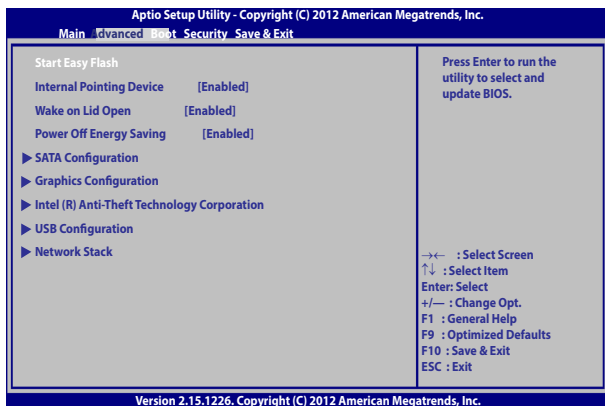 Aptio Setup Utility - Copyright (C) 2012 American Megatrends, Inc.
Main Advanced Boot Security Save & Exit
Start Easy Flash
Internal Pointing Device [Enabled]
Wake on Lid Open [Enabled]
Power Off Energy Saving [Enabled]
▶ SATA Configuration
▶ Graphics Configuration
▶ Intel (R) Anti-Theft Technology Corporation
▶ USB Configuration
▶ Network Stack
Press Enter to run the
utility to select and
update BIOS.
→← : Select Screen
↑↓ : Select Item
Enter: Select
+/— : Change Opt.
F1 : General Help
F9 : Optimized Defaults
F10 : Save & Exit
ESC : Exit
Version 2.15.1226. Copyright (C) 2012 American Megatrends, Inc.